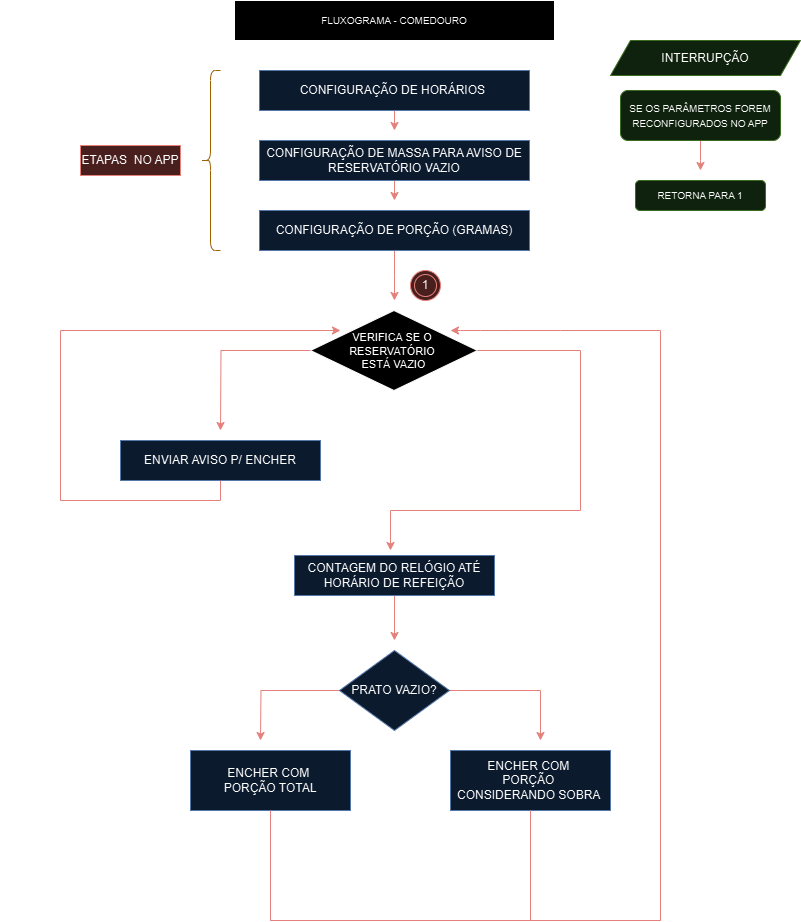 FLUXOGRAMA - COMEDOURO
INTERRUPÇÃO
CONFIGURAÇÃO DE HORÁRIOS
SE OS PARÂMETROS FOREM
RECONFIGURADOS NO APP
ETAPAS NO APP
CONFIGURAÇÃO DE MASSA PARA AVISO DE
RESERVATÓRIO VAZIO
RETORNA PARA 1
CONFIGURAÇÃO DE PORÇÃO (GRAMAS)
1
VERIFICA SE O
RESERVATÓRIO
ESTÁ VAZIO
ENVIAR AVISO P/ ENCHER
CONTAGEM DO RELÓGIO ATÉ
HORÁRIO DE REFEIÇÃO
PRATO VAZIO?
ENCHER COM
PORÇÃO TOTAL
ENCHER COM
PORÇÃO
CONSIDERANDO SOBRA